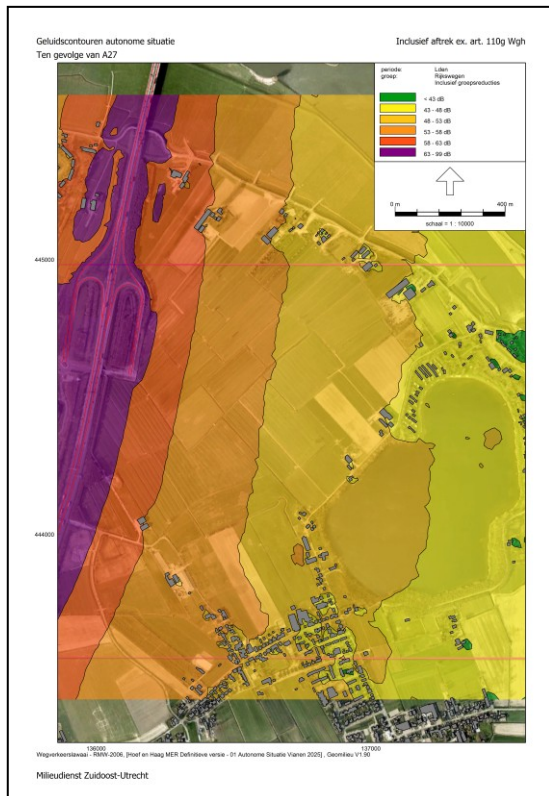 Geluidscontouren autonome situatie
Inclusief aftrek ex. art. 110g Wgh
Ten gevolge van A27
periode: Lden
groep: Rijkswegen
Inclusief groepsreducties
< 43 dB
43 - 48 dB
48 - 53 dB
53 - 58 dB
58 - 63 dB
63 - 99 dB
0 m
400 m
schaal = 1 : 10000
445000
444000
136000
137000
Wegverkeerslawaai - RMW-2006, [Hoef en Haag MER Definitieve versie - 01 Autonome Situatie Vianen 2025] , Geomilieu V1.90
Milieudienst Zuidoost-Utrecht